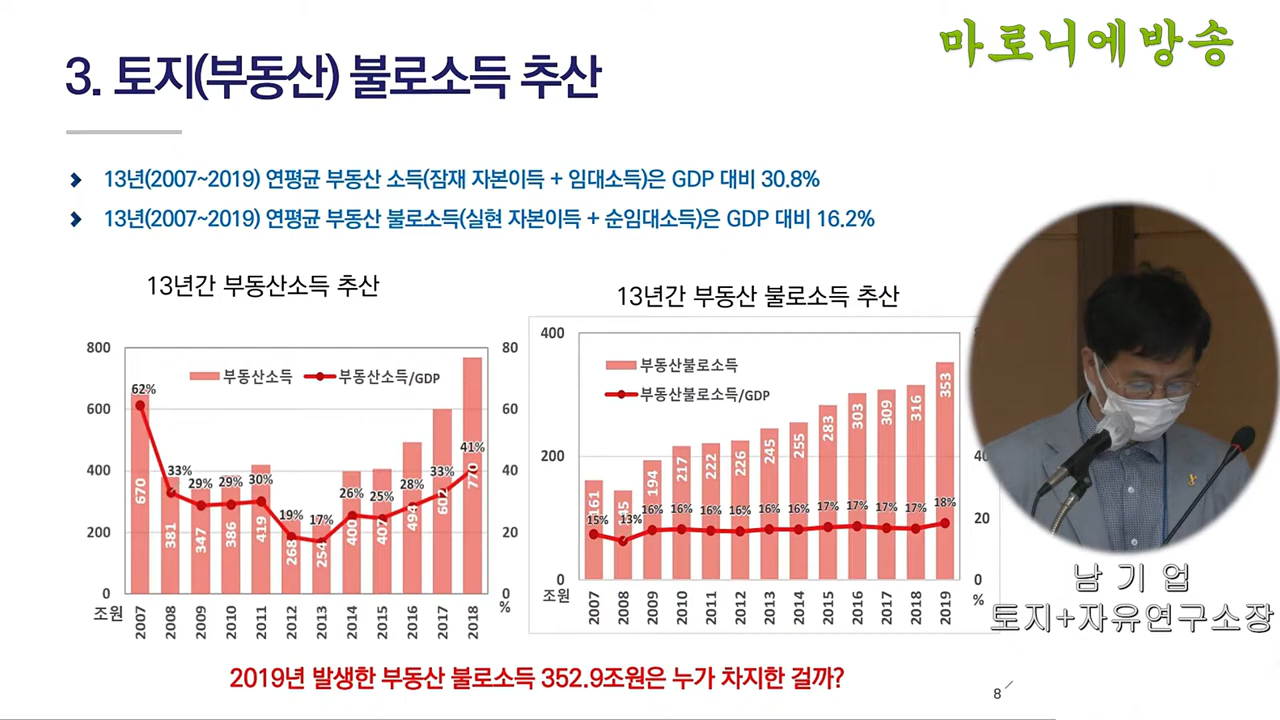 마로니에방송
3. 토지(부동산) 불로소득 추산
13년(2007~2019) 연평균 부동산 소득(잠재 자본이득 + 임대소득)은 GDP 대비 30.8%
13년(2007~2019) 연평균 부동산 불로소득(실현 자본이득 + 순임대소득)은 GDP 대비 16.2%
13년간 부동산소득 추산
800 80
부동산소득 부동산소득/GDP
600 60
400 40
200 20
0 0
조원 %
62% 33% 29% 29% 30% 19% 17% 26% 25% 28% 33% 41%
670 381 347 386 419 268 254 400 407 494 602 770
2007 2008 2009 2010 2011 2012 2013 2014 2015 2016 2017 2018
13년간 부동산 불로소득 추산
400
부동산불로소득
부동산불로소득/GDP
200 40
20
0 0
조원 %
161 194 217 222 226 245 255 283 303 309 316 353
15% 13% 16% 16% 16% 16% 16% 16% 17% 17% 17% 17% 18%
2007 2008 2009 2010 2011 2012 2013 2014 2015 2016 2017 2018 2019
남 기 업
토지+자유연구소장
2019년 발생한 부동산 불로소득 352.9조원은 누가 차지한 걸까?
8